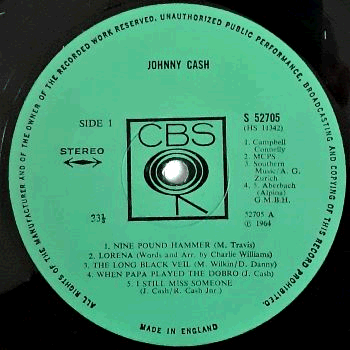 ALL RIGHTS OF THE MANUFACTURER AND OF THE OWNER OF THE RECORDED WORK RESERVED. UNAUTHORIZED PUBLIC PERFORMANCE, BROADCASTING AND COPYING OF THIS RECORD PROHIBITED.
JOHNNY CASH
SIDE 1
STEREO
33⅓
CBS
R
S 52705
(HS 11342)
1. Campbell
Connelly
2. MCPS
3. Southern
Music/A. G.
Zurich
4. 5. Aberbach
(Alpina)
G.M.B.H.
52705 A
℗ 1964
1. NINE POUND HAMMER (M. Travis)
2. LORENA (Words and Arr. by Charlie Williams)
3. THE LONG BLACK VEIL (M. Wilkin/D. Danny)
4. WHEN PAPA PLAYED THE DOBRO (J. Cash)
5. I STILL MISS SOMEONE
(J. Cash/R. Cash Jnr.)
MADE IN ENGLAND